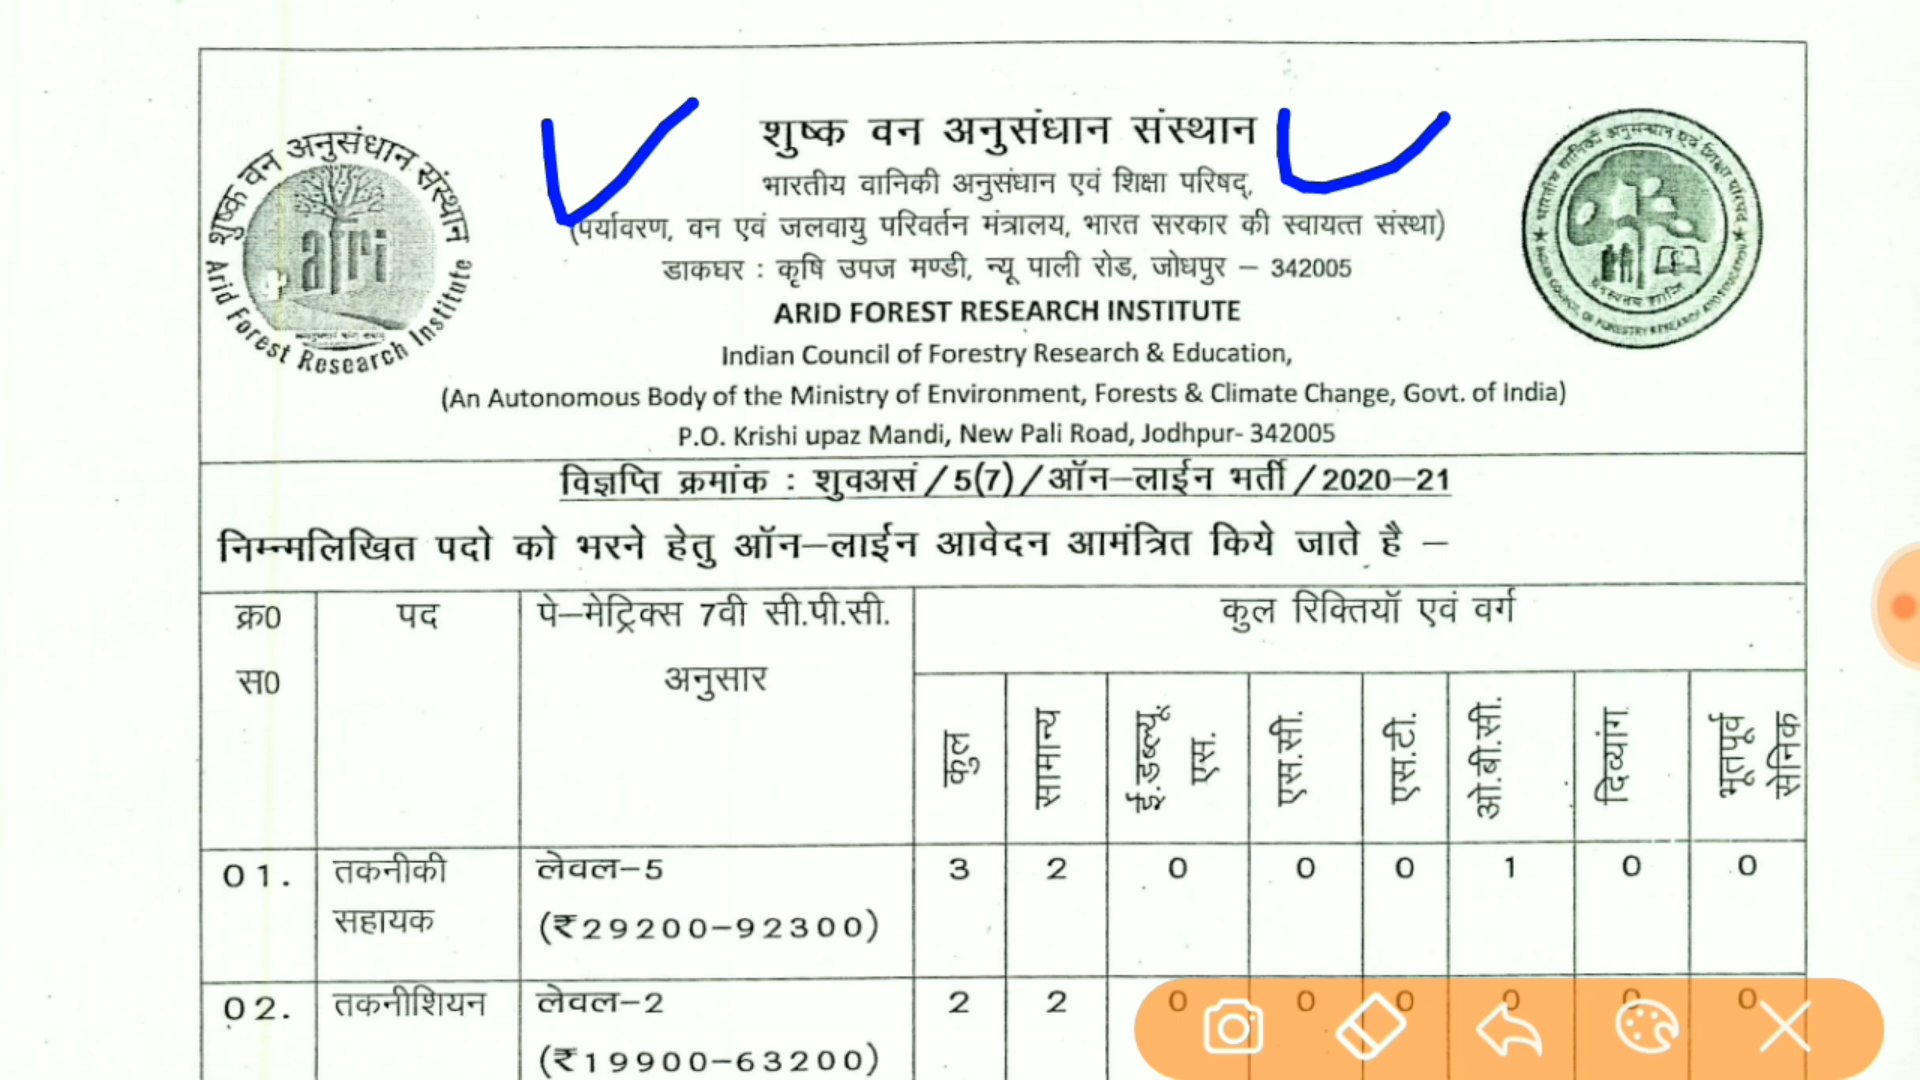 शुष्क वन अनुसंधान संस्थान
afri
Arid Forest Research Institute
शुष्क वन अनुसंधान संस्थान
भारतीय वानिकी अनुसंधान एवं शिक्षा परिषद्,
(पर्यावरण, वन एवं जलवायु परिवर्तन मंत्रालय, भारत सरकार की स्वायत्त संस्था)
डाकघर : कृषि उपज मण्डी, न्यू पाली रोड, जोधपुर – 342005
ARID FOREST RESEARCH INSTITUTE
Indian Council of Forestry Research & Education,
(An Autonomous Body of the Ministry of Environment, Forests & Climate Change, Govt. of India)
P.O. Krishi upaz Mandi, New Pali Road, Jodhpur- 342005
विज्ञप्ति क्रमांक : शुवअसं/5(7)/ऑन–लाईन भर्ती/2020–21
निम्न्मलिखित पदो को भरने हेतु ऑन–लाईन आवेदन आमंत्रित किये जाते है –
क्र0 पद पे–मेट्रिक्स 7वी सी.पी.सी. कुल रिक्तियॉ एवं वर्ग
स0 अनुसार
कुल सामान्य ई.डब्ल्यू. एस. एस.सी. एस.टी. ओ.बी.सी. दिव्यांग भूतपूर्व सेनिक
01. तकनीकी लेवल–5 3 2 0 0 0 1 0 0
सहायक (₹29200–92300)
02. तकनीशियन लेवल–2 2 2 0 0 0 0 0 0
(₹19900–63200)